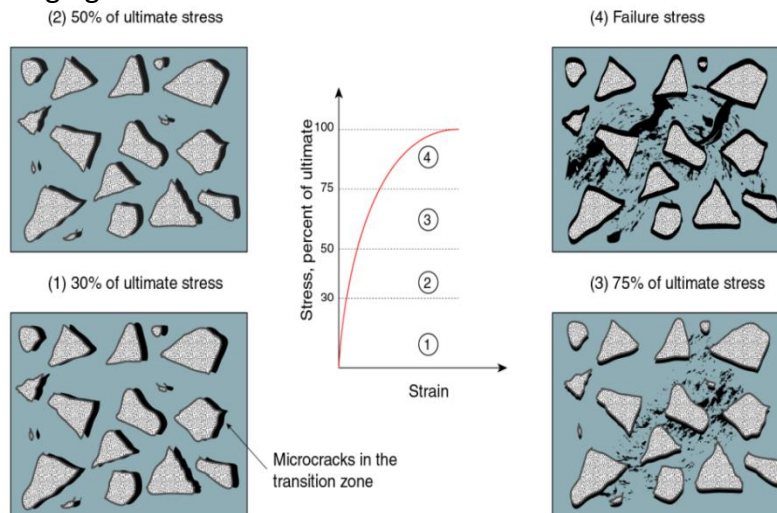 (2) 50% of ultimate stress
(4) Failure stress
Stress, percent of ultimate
100
75
50
30
4
3
2
1
Strain
(1) 30% of ultimate stress
(3) 75% of ultimate stress
Microcracks in the
transition zone